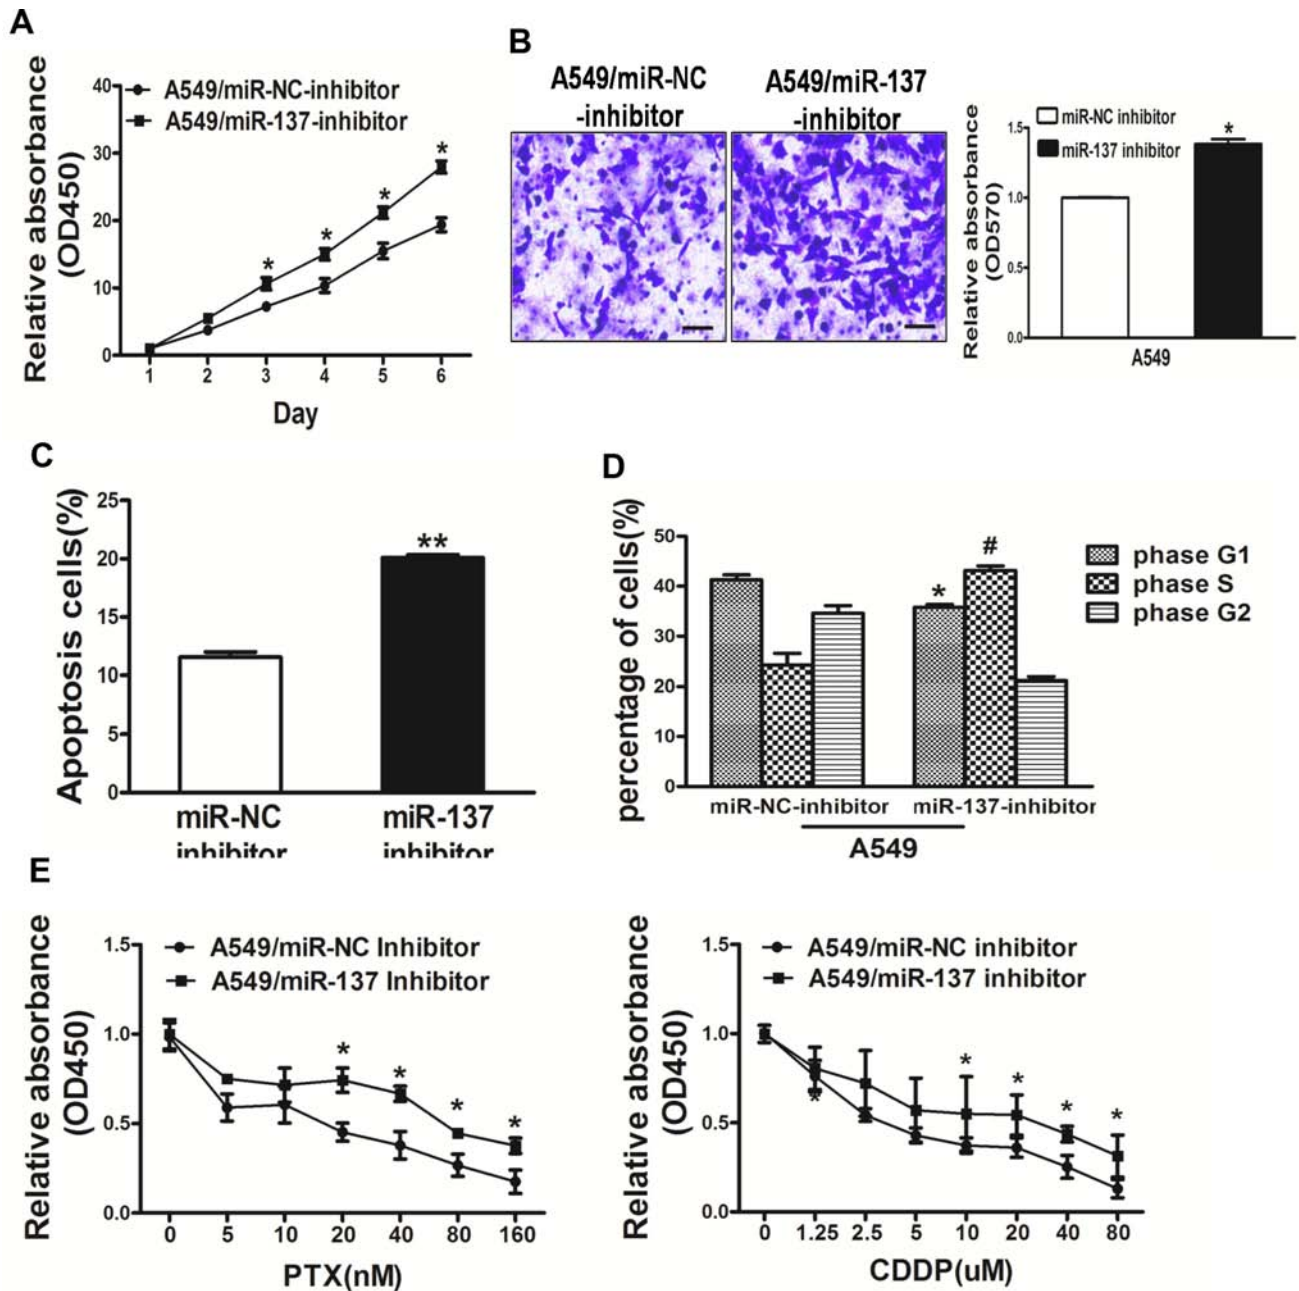 A
Relative absorbance
(OD450)
A549/miR-NC-inhibitor
A549/miR-137-inhibitor
40
30
20
10
0
*
*
*
*
1 2 3 4 5 6
Day
B
A549/miR-NC
-inhibitor
A549/miR-137
-inhibitor
Relative absorbance
(OD570)
miR-NC inhibitor
miR-137 inhibitor
1.5
1.0
0.5
0.0
*
A549
C
Apoptosis cells(%)
25
20
15
10
5
0
**
miR-NC
inhibitor
miR-137
inhibitor
D
percentage of cells(%)
50
40
30
20
10
0
*
#
phase G1
phase S
phase G2
miR-NC-inhibitor miR-137-inhibitor
A549
E
Relative absorbance
(OD450)
A549/miR-NC Inhibitor
A549/miR-137 Inhibitor
1.5
1.0
0.5
0.0
*
*
*
*
0 5 10 20 40 80 160
PTX(nM)
Relative absorbance
(OD450)
A549/miR-NC inhibitor
A549/miR-137 inhibitor
1.5
1.0
0.5
0.0
*
*
*
*
*
0 1.25 2.5 5 10 20 40 80
CDDP(uM)